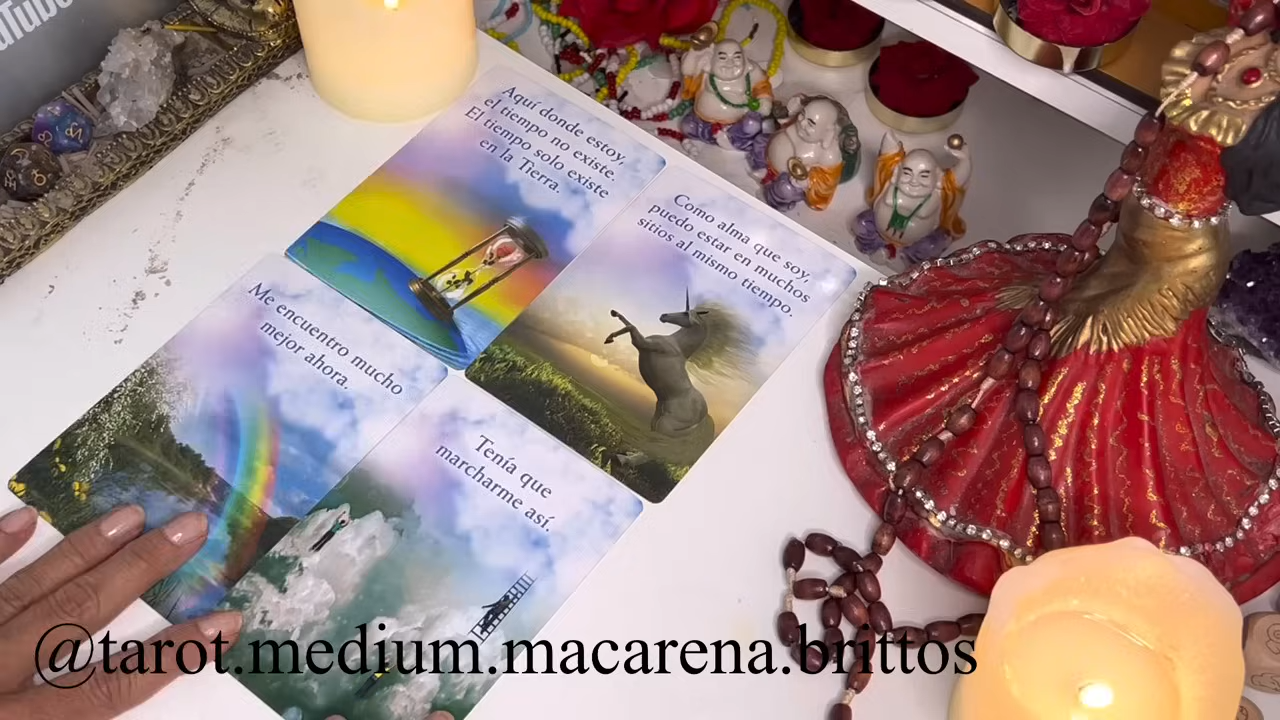 Tube
Aquí donde estoy,
el tiempo no existe.
El tiempo solo existe
en la Tierra.
Como alma que soy,
puedo estar en muchos
sitios al mismo tiempo.
Me encuentro mucho
mejor ahora.
Tenía que
marcharme así.
@tarot.medium.macarena.brittos